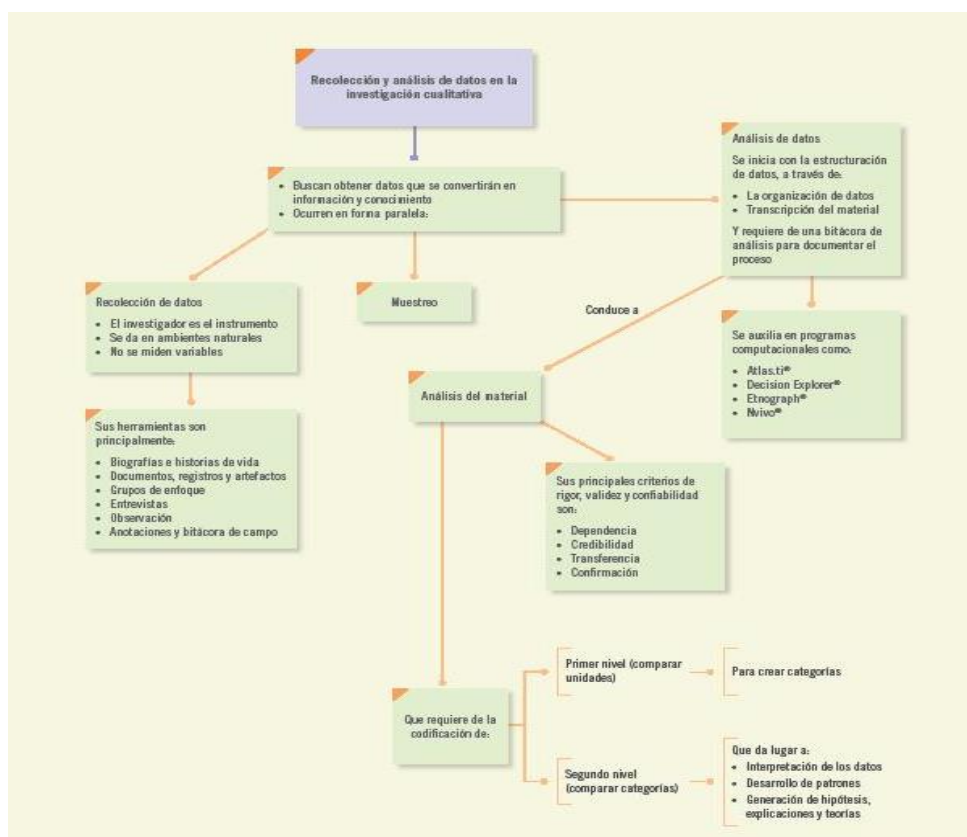 Recolección y análisis de datos en la
investigación cualitativa
• Buscan obtener datos que se convertirán en
información y conocimiento
• Ocurren en forma paralela:
Análisis de datos
Se inicia con la estructuración
de datos, a través de:
• La organización de datos
• Transcripción del material
Y requiere de una bitácora de
análisis para documentar el
proceso
Recolección de datos
• El investigador es el instrumento
• Se da en ambientes naturales
• No se miden variables
Muestreo
Conduce a
Se auxilia en programas
computacionales como:
• Atlas.ti®
• Decision Explorer®
• Etnograph®
• Nvivo®
Análisis del material
Sus herramientas son
principalmente:
• Biografías e historias de vida
• Documentos, registros y artefactos
• Grupos de enfoque
• Entrevistas
• Observación
• Anotaciones y bitácora de campo
Sus principales criterios de
rigor, validez y confiabilidad
son:
• Dependencia
• Credibilidad
• Transferencia
• Confirmación
Que requiere de la
codificación de:
Primer nivel (comparar
unidades)
Para crear categorías
Segundo nivel
(comparar categorías)
Que da lugar a:
• Interpretación de los datos
• Desarrollo de patrones
• Generación de hipótesis,
explicaciones y teorías